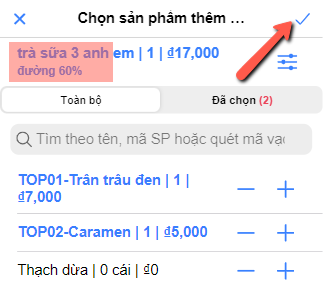 Chọn sản phẩm thêm ...
trà sữa 3 anh em | 1 | ₫17,000
đường 60%
Toàn bộ
Đã chọn (2)
Tìm theo tên, mã SP hoặc quét mã vạc
TOP01-Trân trâu đen | 1 |
₫7,000
TOP02-Caramen | 1 | ₫5,000
Thạch dừa | 0 cái | ₫0